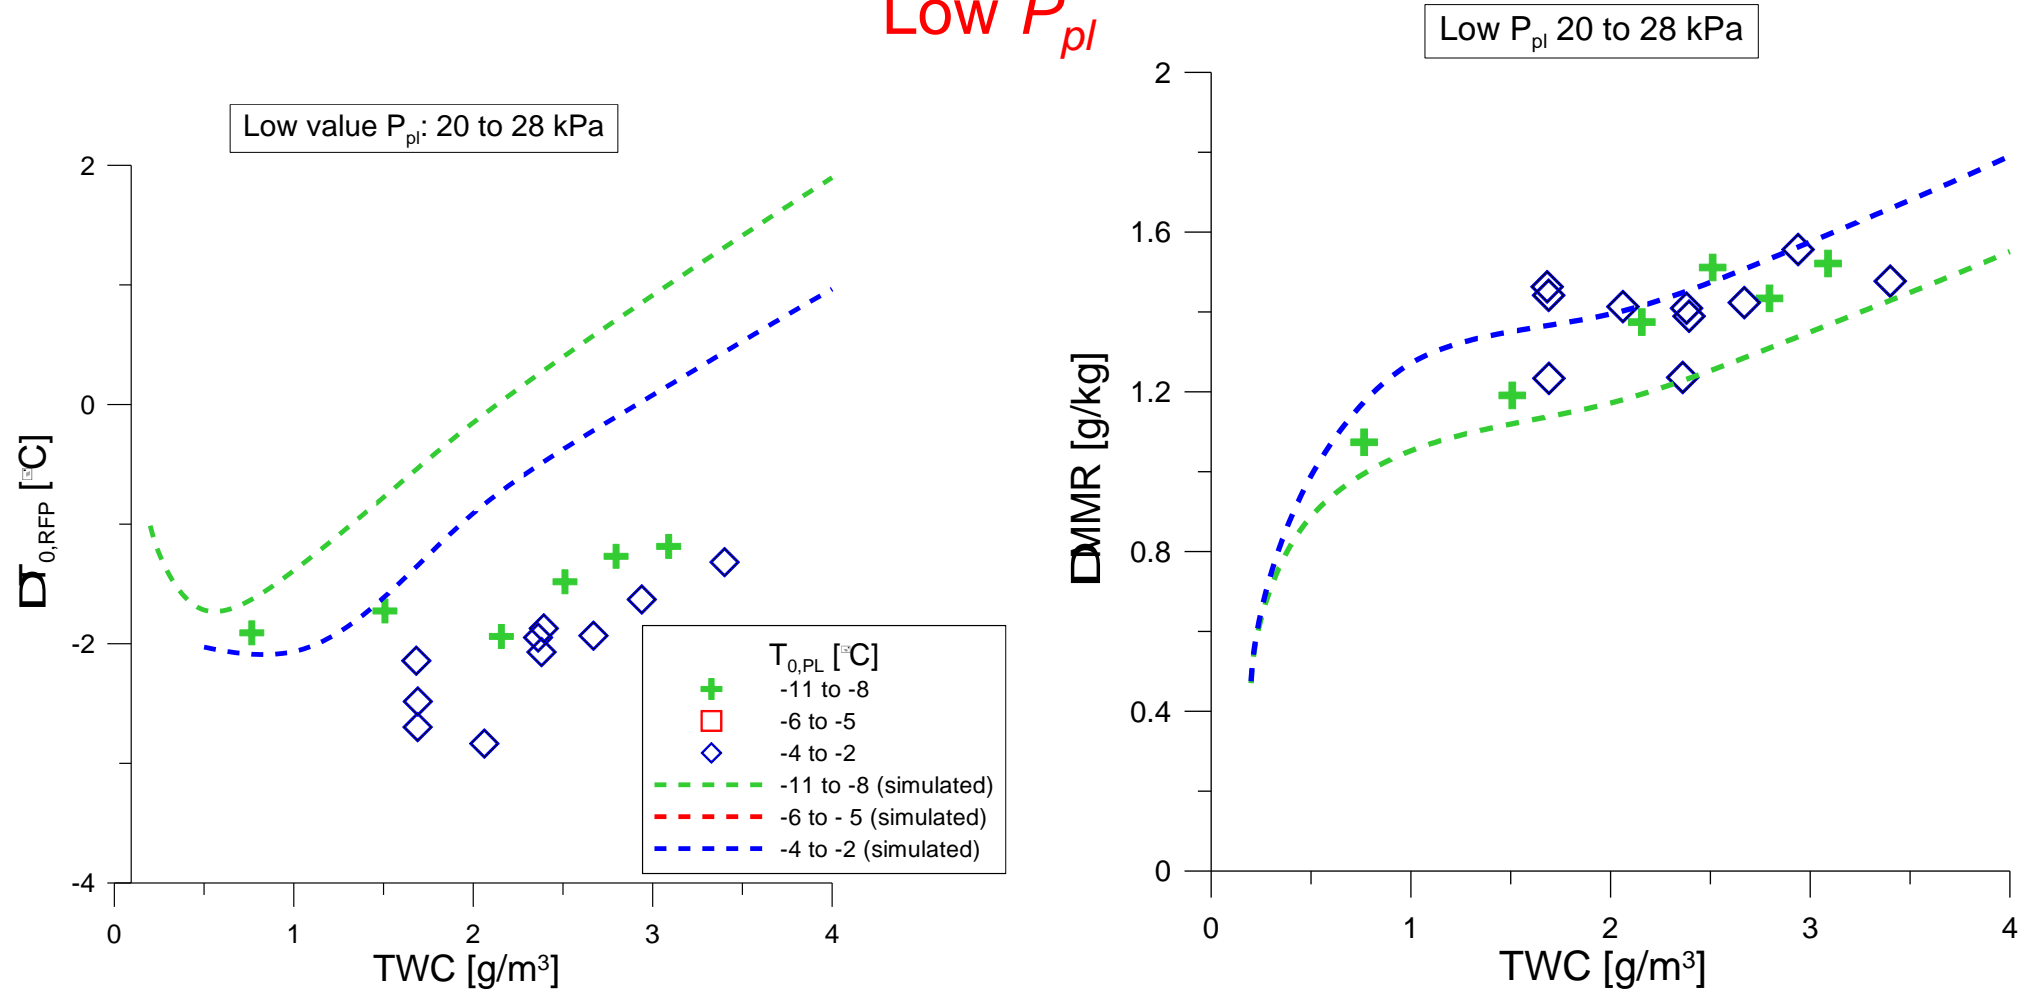 Low P_pl
Low value P_pl: 20 to 28 kPa
2
0
-2
-4
0 1 2 3 4
TWC [g/m³]
T_0,RFP [C]
T_0,PL [C]
-11 to -8
-6 to -5
-4 to -2
-11 to -8 (simulated)
-6 to - 5 (simulated)
-4 to -2 (simulated)
Low P_pl 20 to 28 kPa
2
1.6
1.2
0.8
0.4
0
0 1 2 3 4
TWC [g/m³]
DMMR [g/kg]